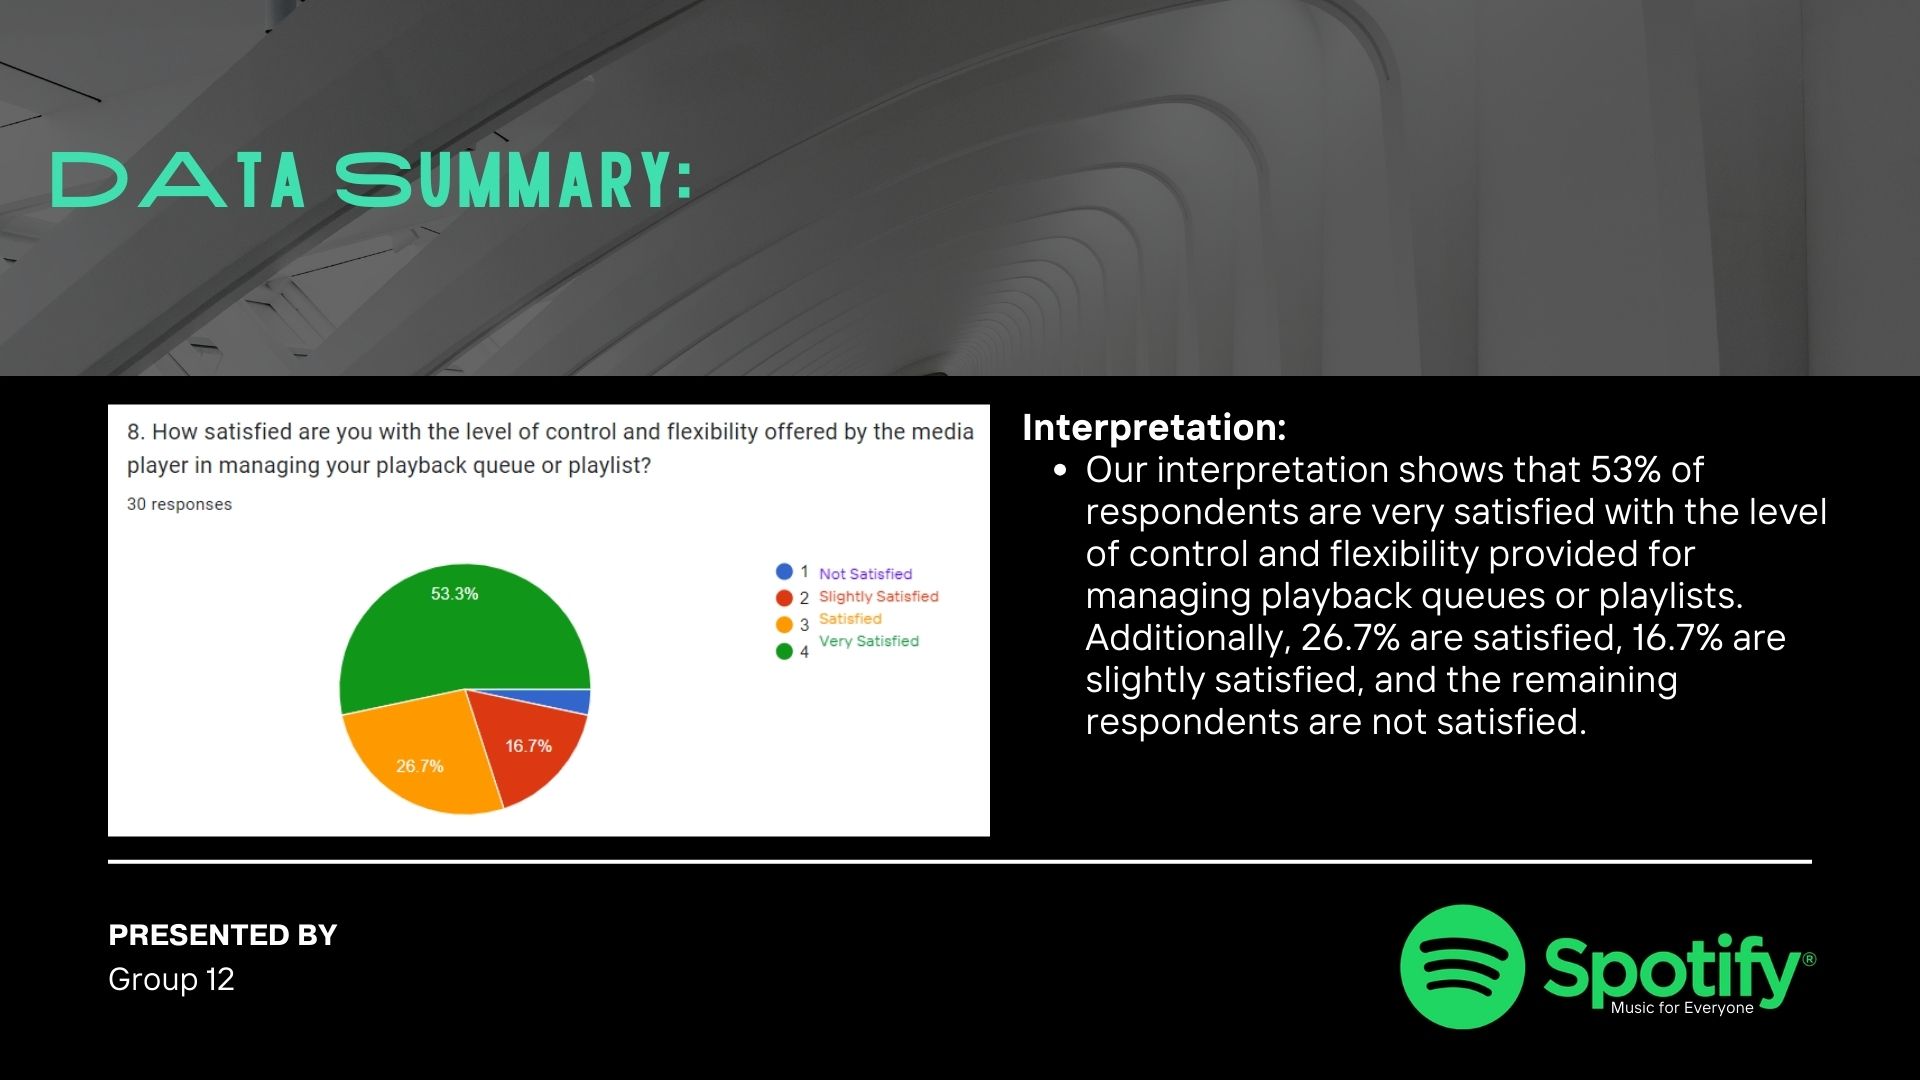 DATA SUMMARY:
8. How satisfied are you with the level of control and flexibility offered by the media
player in managing your playback queue or playlist?
30 responses
53.3%
26.7%
16.7%
1 Not Satisfied
2 Slightly Satisfied
3 Satisfied
4 Very Satisfied
Interpretation:
• Our interpretation shows that 53% of
respondents are very satisfied with the level
of control and flexibility provided for
managing playback queues or playlists.
Additionally, 26.7% are satisfied, 16.7% are
slightly satisfied, and the remaining
respondents are not satisfied.
PRESENTED BY
Group 12
Spotify®
Music for Everyone